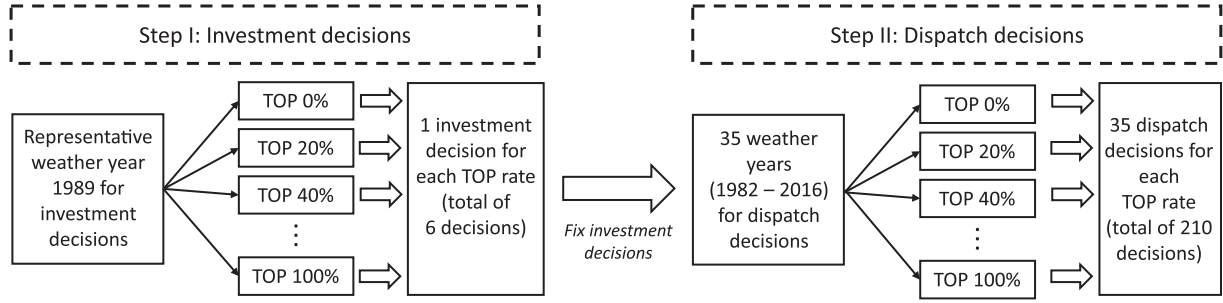 Step I: Investment decisions
Representative
weather year
1989 for
investment
decisions
TOP 0%
TOP 20%
TOP 40%
⋮
TOP 100%
1 investment
decision for
each TOP rate
(total of
6 decisions)
Fix investment
decisions
Step II: Dispatch decisions
35 weather
years
(1982 – 2016)
for dispatch
decisions
TOP 0%
TOP 20%
TOP 40%
⋮
TOP 100%
35 dispatch
decisions for
each
TOP rate
(total of 210
decisions)